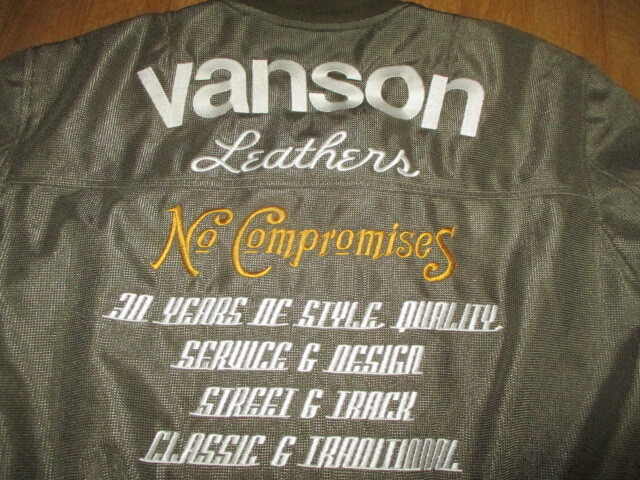 vanson
Leathers
No Compromises
30 YEARS OF STYLE, QUALITY,
SERVICE & DESIGN
STREET & TRACK
CLASSIC & TRADITIONAL